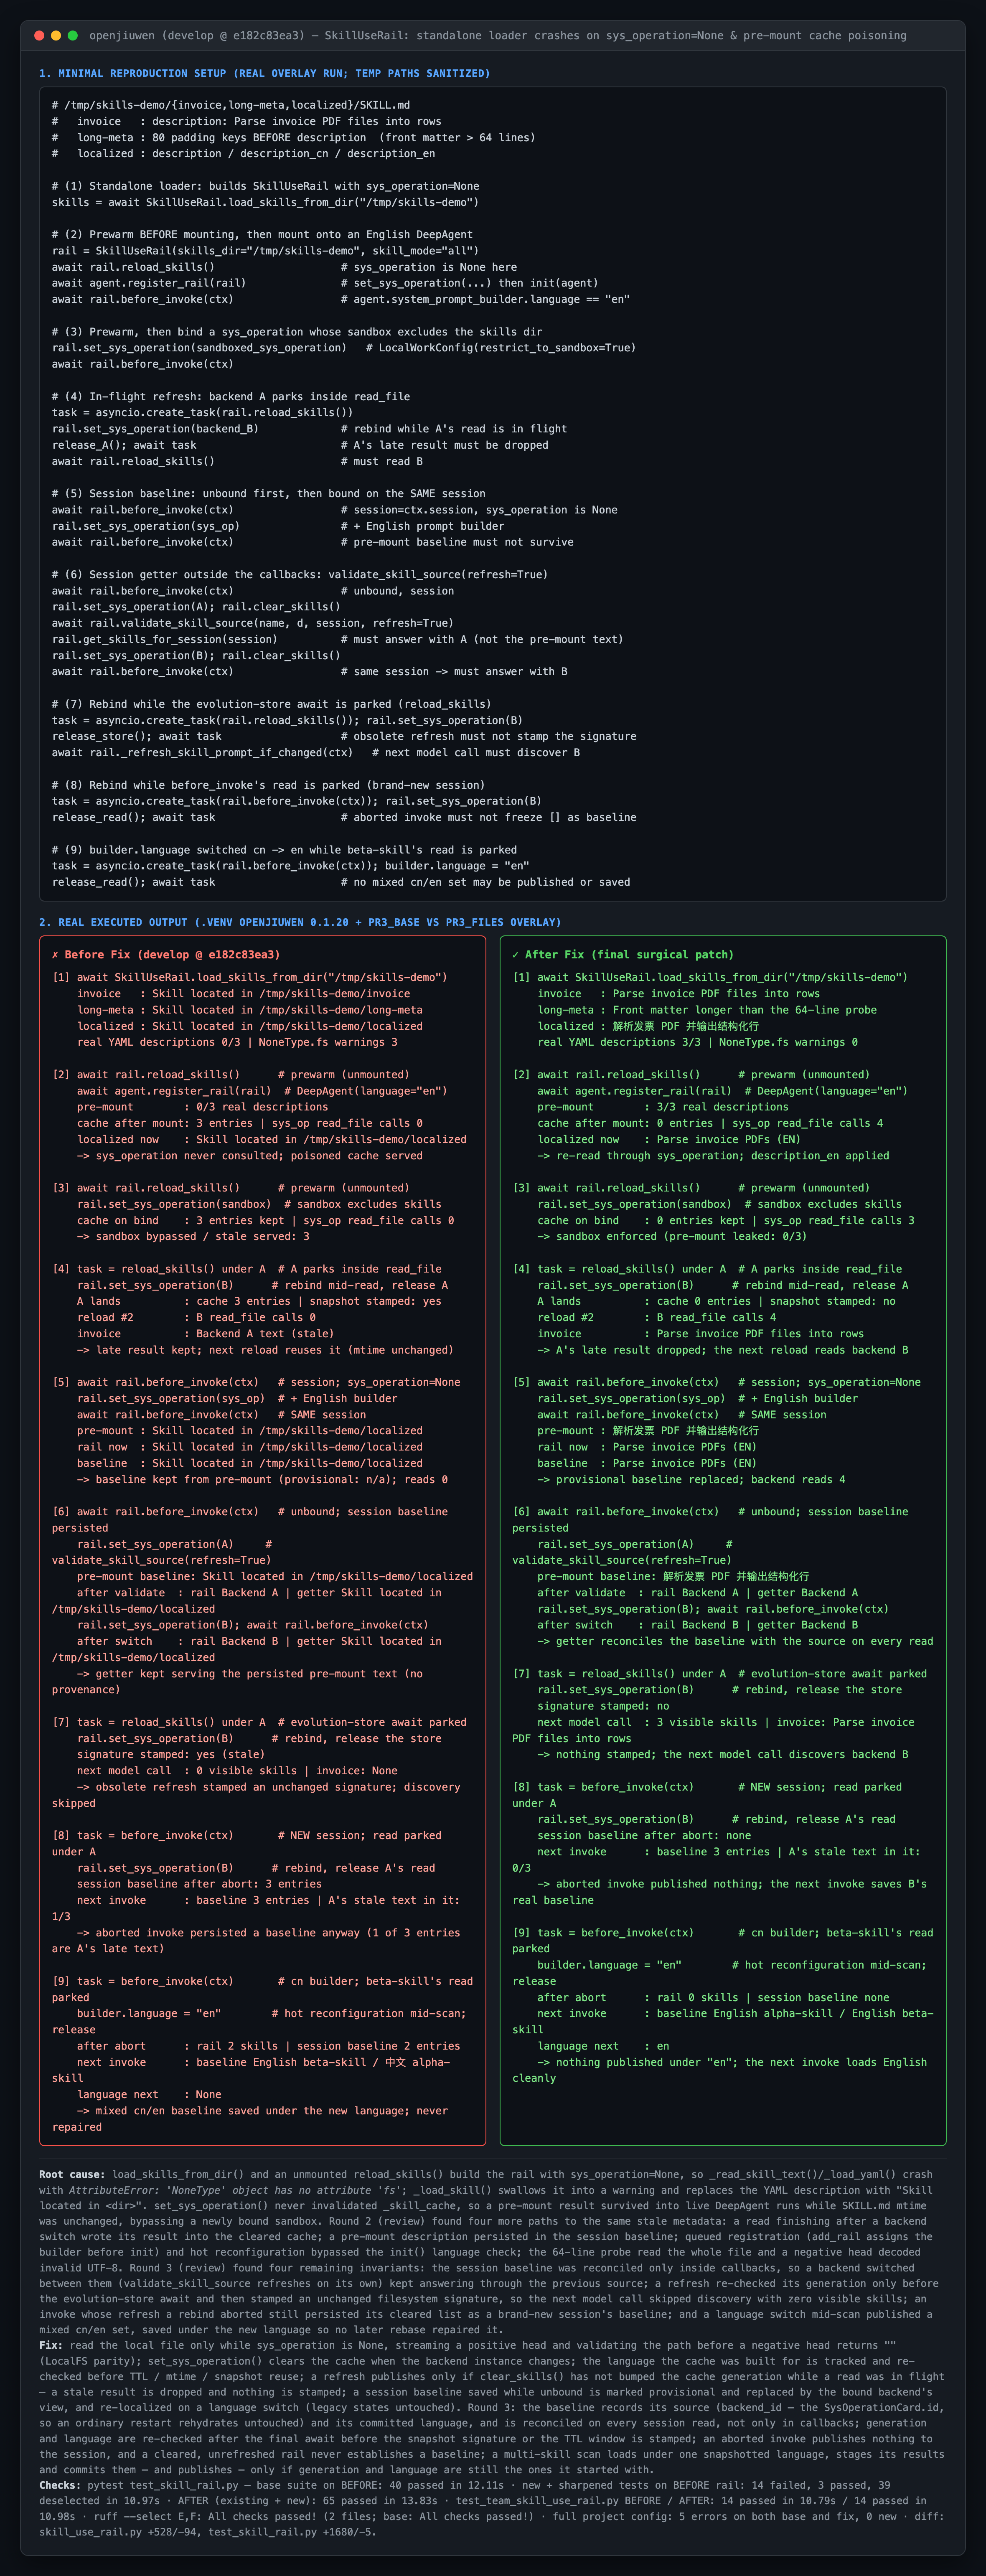 openjiuwen (develop @ e182c83ea3) — SkillUseRail: standalone loader crashes on sys_operation=None & pre-mount cache poisoning
1. MINIMAL REPRODUCTION SETUP (REAL OVERLAY RUN; TEMP PATHS SANITIZED)
# /tmp/skills-demo/{invoice,long-meta,localized}/SKILL.md
#   invoice   : description: Parse invoice PDF files into rows
#   long-meta : 80 padding keys BEFORE description  (front matter > 64 lines)
#   localized : description / description_cn / description_en
# (1) Standalone loader: builds SkillUseRail with sys_operation=None
skills = await SkillUseRail.load_skills_from_dir("/tmp/skills-demo")
# (2) Prewarm BEFORE mounting, then mount onto an English DeepAgent
rail = SkillUseRail(skills_dir="/tmp/skills-demo", skill_mode="all")
await rail.reload_skills()                    # sys_operation is None here
await agent.register_rail(rail)               # set_sys_operation(...) then init(agent)
await rail.before_invoke(ctx)                 # agent.system_prompt_builder.language == "en"
# (3) Prewarm, then bind a sys_operation whose sandbox excludes the skills dir
rail.set_sys_operation(sandboxed_sys_operation)   # LocalWorkConfig(restrict_to_sandbox=True)
await rail.before_invoke(ctx)
# (4) In-flight refresh: backend A parks inside read_file
task = asyncio.create_task(rail.reload_skills())
rail.set_sys_operation(backend_B)             # rebind while A's read is in flight
release_A(); await task                       # A's late result must be dropped
await rail.reload_skills()                    # must read B
# (5) Session baseline: unbound first, then bound on the SAME session
await rail.before_invoke(ctx)                 # session=ctx.session, sys_operation is None
rail.set_sys_operation(sys_op)                # + English prompt builder
await rail.before_invoke(ctx)                 # pre-mount baseline must not survive
# (6) Session getter outside the callbacks: validate_skill_source(refresh=True)
await rail.before_invoke(ctx)                 # unbound, session
rail.set_sys_operation(A); rail.clear_skills()
await rail.validate_skill_source(name, d, session, refresh=True)
rail.get_skills_for_session(session)          # must answer with A (not the pre-mount text)
rail.set_sys_operation(B); rail.clear_skills()
await rail.before_invoke(ctx)                 # same session -> must answer with B
# (7) Rebind while the evolution-store await is parked (reload_skills)
task = asyncio.create_task(rail.reload_skills()); rail.set_sys_operation(B)
release_store(); await task                   # obsolete refresh must not stamp the signature
await rail._refresh_skill_prompt_if_changed(ctx)   # next model call must discover B
# (8) Rebind while before_invoke's read is parked (brand-new session)
task = asyncio.create_task(rail.before_invoke(ctx)); rail.set_sys_operation(B)
release_read(); await task                    # aborted invoke must not freeze [] as baseline
# (9) builder.language switched cn -> en while beta-skill's read is parked
task = asyncio.create_task(rail.before_invoke(ctx)); builder.language = "en"
release_read(); await task                    # no mixed cn/en set may be published or saved
2. REAL EXECUTED OUTPUT (.VENV OPENJIUWEN 0.1.20 + PR3_BASE VS PR3_FILES OVERLAY)
✗ Before Fix (develop @ e182c83ea3)
[1] await SkillUseRail.load_skills_from_dir("/tmp/skills-demo")
invoice   : Skill located in /tmp/skills-demo/invoice
long-meta : Skill located in /tmp/skills-demo/long-meta
localized : Skill located in /tmp/skills-demo/localized
real YAML descriptions 0/3 | NoneType.fs warnings 3
[2] await rail.reload_skills()      # prewarm (unmounted)
await agent.register_rail(rail)  # DeepAgent(language="en")
pre-mount        : 0/3 real descriptions
cache after mount: 3 entries | sys_op read_file calls 0
localized now    : Skill located in /tmp/skills-demo/localized
-> sys_operation never consulted; poisoned cache served
[3] await rail.reload_skills()      # prewarm (unmounted)
rail.set_sys_operation(sandbox)  # sandbox excludes skills
cache on bind    : 3 entries kept | sys_op read_file calls 0
-> sandbox bypassed / stale served: 3
[4] task = reload_skills() under A  # A parks inside read_file
rail.set_sys_operation(B)      # rebind mid-read, release A
A lands          : cache 3 entries | snapshot stamped: yes
reload #2        : B read_file calls 0
invoice          : Backend A text (stale)
-> late result kept; next reload reuses it (mtime unchanged)
[5] await rail.before_invoke(ctx)   # session; sys_operation=None
rail.set_sys_operation(sys_op)  # + English builder
await rail.before_invoke(ctx)   # SAME session
pre-mount : Skill located in /tmp/skills-demo/localized
rail now  : Skill located in /tmp/skills-demo/localized
baseline  : Skill located in /tmp/skills-demo/localized
-> baseline kept from pre-mount (provisional: n/a); reads 0
[6] await rail.before_invoke(ctx)   # unbound; session baseline
persisted
rail.set_sys_operation(A)     #
validate_skill_source(refresh=True)
pre-mount baseline: Skill located in /tmp/skills-demo/localized
after validate  : rail Backend A | getter Skill located in
/tmp/skills-demo/localized
rail.set_sys_operation(B); await rail.before_invoke(ctx)
after switch    : rail Backend B | getter Skill located in
/tmp/skills-demo/localized
-> getter kept serving the persisted pre-mount text (no
provenance)
[7] task = reload_skills() under A  # evolution-store await parked
rail.set_sys_operation(B)      # rebind, release the store
signature stamped: yes (stale)
next model call  : 0 visible skills | invoice: None
-> obsolete refresh stamped an unchanged signature; discovery
skipped
[8] task = before_invoke(ctx)       # NEW session; read parked
under A
rail.set_sys_operation(B)      # rebind, release A's read
session baseline after abort: 3 entries
next invoke      : baseline 3 entries | A's stale text in it:
1/3
-> aborted invoke persisted a baseline anyway (1 of 3 entries
are A's late text)
[9] task = before_invoke(ctx)       # cn builder; beta-skill's read
parked
builder.language = "en"        # hot reconfiguration mid-scan;
release
after abort      : rail 2 skills | session baseline 2 entries
next invoke      : baseline English beta-skill / 中文 alpha-
skill
language next    : None
-> mixed cn/en baseline saved under the new language; never
repaired
✓ After Fix (final surgical patch)
[1] await SkillUseRail.load_skills_from_dir("/tmp/skills-demo")
invoice   : Parse invoice PDF files into rows
long-meta : Front matter longer than the 64-line probe
localized : 解析发票 PDF 并输出结构化行
real YAML descriptions 3/3 | NoneType.fs warnings 0
[2] await rail.reload_skills()      # prewarm (unmounted)
await agent.register_rail(rail)  # DeepAgent(language="en")
pre-mount        : 3/3 real descriptions
cache after mount: 0 entries | sys_op read_file calls 4
localized now    : Parse invoice PDFs (EN)
-> re-read through sys_operation; description_en applied
[3] await rail.reload_skills()      # prewarm (unmounted)
rail.set_sys_operation(sandbox)  # sandbox excludes skills
cache on bind    : 0 entries kept | sys_op read_file calls 3
-> sandbox enforced (pre-mount leaked: 0/3)
[4] task = reload_skills() under A  # A parks inside read_file
rail.set_sys_operation(B)      # rebind mid-read, release A
A lands          : cache 0 entries | snapshot stamped: no
reload #2        : B read_file calls 4
invoice          : Parse invoice PDF files into rows
-> A's late result dropped; the next reload reads backend B
[5] await rail.before_invoke(ctx)   # session; sys_operation=None
rail.set_sys_operation(sys_op)  # + English builder
await rail.before_invoke(ctx)   # SAME session
pre-mount : 解析发票 PDF 并输出结构化行
rail now  : Parse invoice PDFs (EN)
baseline  : Parse invoice PDFs (EN)
-> provisional baseline replaced; backend reads 4
[6] await rail.before_invoke(ctx)   # unbound; session baseline
persisted
rail.set_sys_operation(A)     #
validate_skill_source(refresh=True)
pre-mount baseline: 解析发票 PDF 并输出结构化行
after validate  : rail Backend A | getter Backend A
rail.set_sys_operation(B); await rail.before_invoke(ctx)
after switch    : rail Backend B | getter Backend B
-> getter reconciles the baseline with the source on every read
[7] task = reload_skills() under A  # evolution-store await parked
rail.set_sys_operation(B)      # rebind, release the store
signature stamped: no
next model call  : 3 visible skills | invoice: Parse invoice
PDF files into rows
-> nothing stamped; the next model call discovers backend B
[8] task = before_invoke(ctx)       # NEW session; read parked
under A
rail.set_sys_operation(B)      # rebind, release A's read
session baseline after abort: none
next invoke      : baseline 3 entries | A's stale text in it:
0/3
-> aborted invoke published nothing; the next invoke saves B's
real baseline
[9] task = before_invoke(ctx)       # cn builder; beta-skill's read
parked
builder.language = "en"        # hot reconfiguration mid-scan;
release
after abort      : rail 0 skills | session baseline none
next invoke      : baseline English alpha-skill / English beta-
skill
language next    : en
-> nothing published under "en"; the next invoke loads English
cleanly
Root cause: load_skills_from_dir() and an unmounted reload_skills() build the rail with sys_operation=None, so _read_skill_text()/_load_yaml() crash
with AttributeError: 'NoneType' object has no attribute 'fs'; _load_skill() swallows it into a warning and replaces the YAML description with "Skill
located in <dir>". set_sys_operation() never invalidated _skill_cache, so a pre-mount result survived into live DeepAgent runs while SKILL.md mtime
was unchanged, bypassing a newly bound sandbox. Round 2 (review) found four more paths to the same stale metadata: a read finishing after a backend
switch wrote its result into the cleared cache; a pre-mount description persisted in the session baseline; queued registration (add_rail assigns the
builder before init) and hot reconfiguration bypassed the init() language check; the 64-line probe read the whole file and a negative head decoded
invalid UTF-8. Round 3 (review) found four remaining invariants: the session baseline was reconciled only inside callbacks, so a backend switched
between them (validate_skill_source refreshes on its own) kept answering through the previous source; a refresh re-checked its generation only before
the evolution-store await and then stamped an unchanged filesystem signature, so the next model call skipped discovery with zero visible skills; an
invoke whose refresh a rebind aborted still persisted its cleared list as a brand-new session's baseline; and a language switch mid-scan published a
mixed cn/en set, saved under the new language so no later rebase repaired it.
Fix: read the local file only while sys_operation is None, streaming a positive head and validating the path before a negative head returns ""
(LocalFS parity); set_sys_operation() clears the cache when the backend instance changes; the language the cache was built for is tracked and re-
checked before TTL / mtime / snapshot reuse; a refresh publishes only if clear_skills() has not bumped the cache generation while a read was in flight
— a stale result is dropped and nothing is stamped; a session baseline saved while unbound is marked provisional and replaced by the bound backend's
view, and re-localized on a language switch (legacy states untouched). Round 3: the baseline records its source (backend_id — the SysOperationCard.id,
so an ordinary restart rehydrates untouched) and its committed language, and is reconciled on every session read, not only in callbacks; generation
and language are re-checked after the final await before the snapshot signature or the TTL window is stamped; an aborted invoke publishes nothing to
the session, and a cleared, unrefreshed rail never establishes a baseline; a multi-skill scan loads under one snapshotted language, stages its results
and commits them — and publishes — only if generation and language are still the ones it started with.
Checks: pytest test_skill_rail.py — base suite on BEFORE: 40 passed in 12.11s · new + sharpened tests on BEFORE rail: 14 failed, 3 passed, 39
deselected in 10.97s · AFTER (existing + new): 65 passed in 13.83s · test_team_skill_use_rail.py BEFORE / AFTER: 14 passed in 10.79s / 14 passed in
10.98s · ruff --select E,F: All checks passed! (2 files; base: All checks passed!) · full project config: 5 errors on both base and fix, 0 new · diff:
skill_use_rail.py +528/-94, test_skill_rail.py +1680/-5.